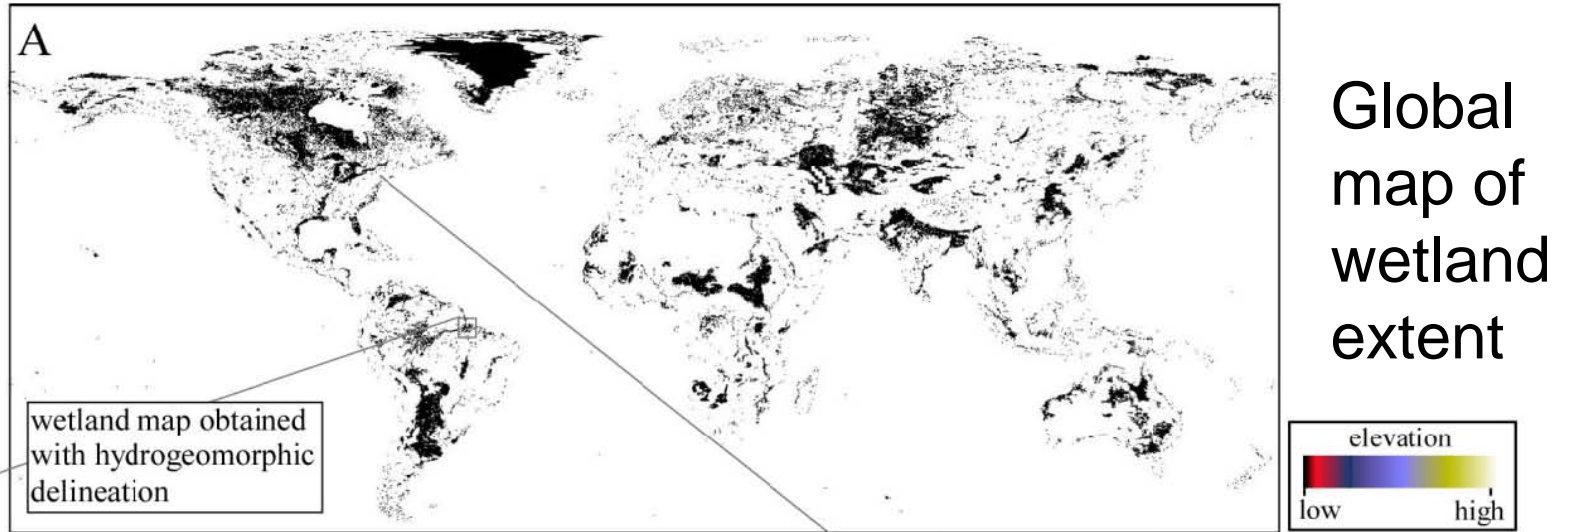 A
Global
map of
wetland
extent
wetland map obtained
with hydrogeomorphic
delineation
elevation
low high